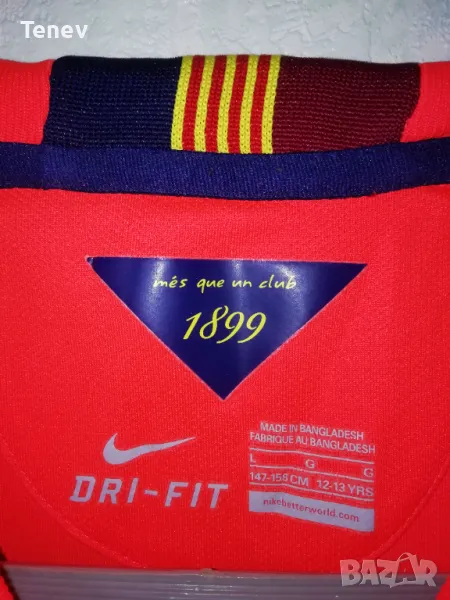 Tenev
més que un club
1899
DRI-FIT
MADE IN BANGLADESH
FABRIQUE AU BANGLADESH
L G G
147-158 CM 12-13 YRS
nikebetterworld.com
BAZAR